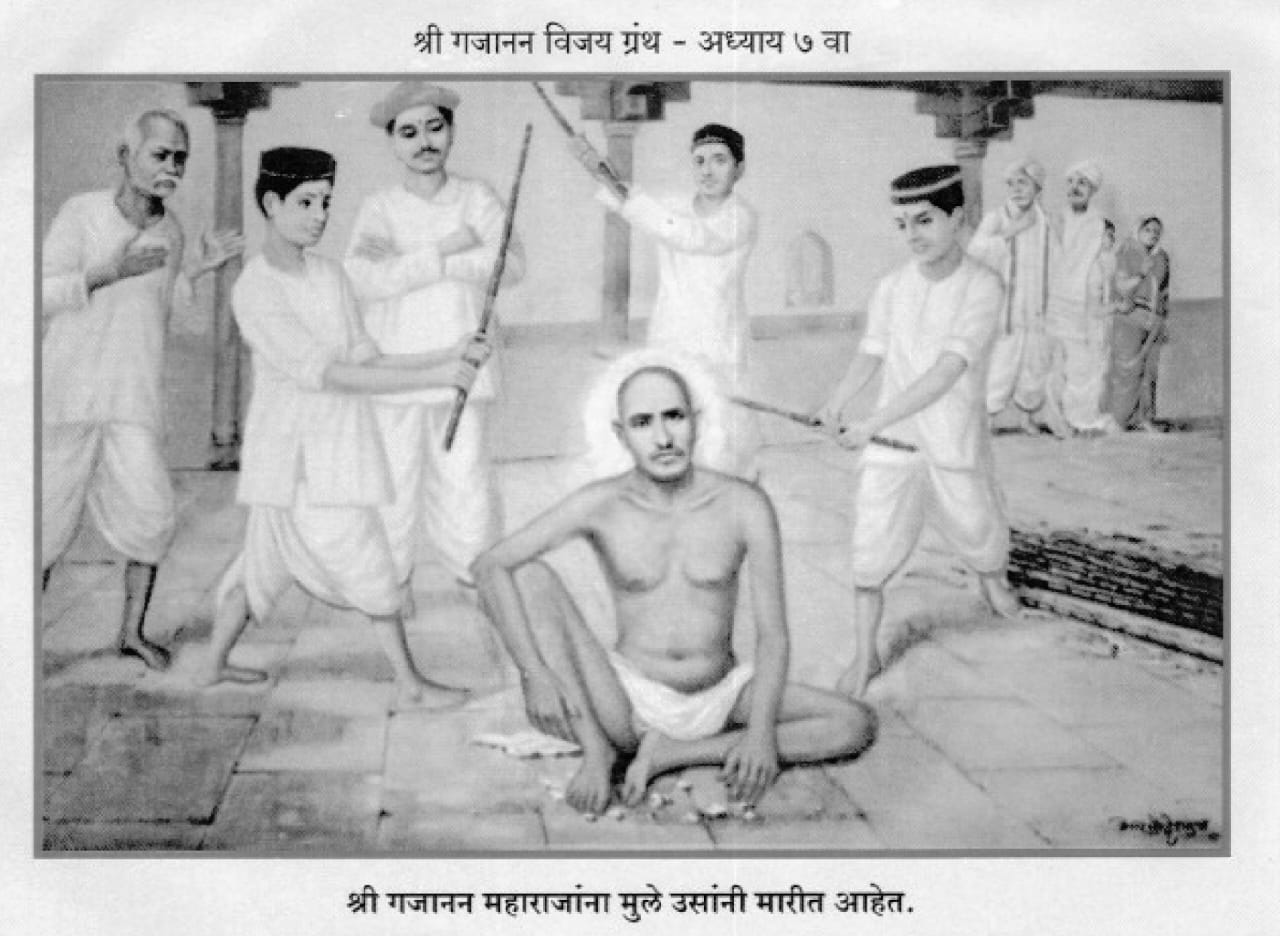 श्री गजानन विजय ग्रंथ - अध्याय ७ वा
श्री गजानन महाराजांना मुले उसांनी मारीत आहेत.